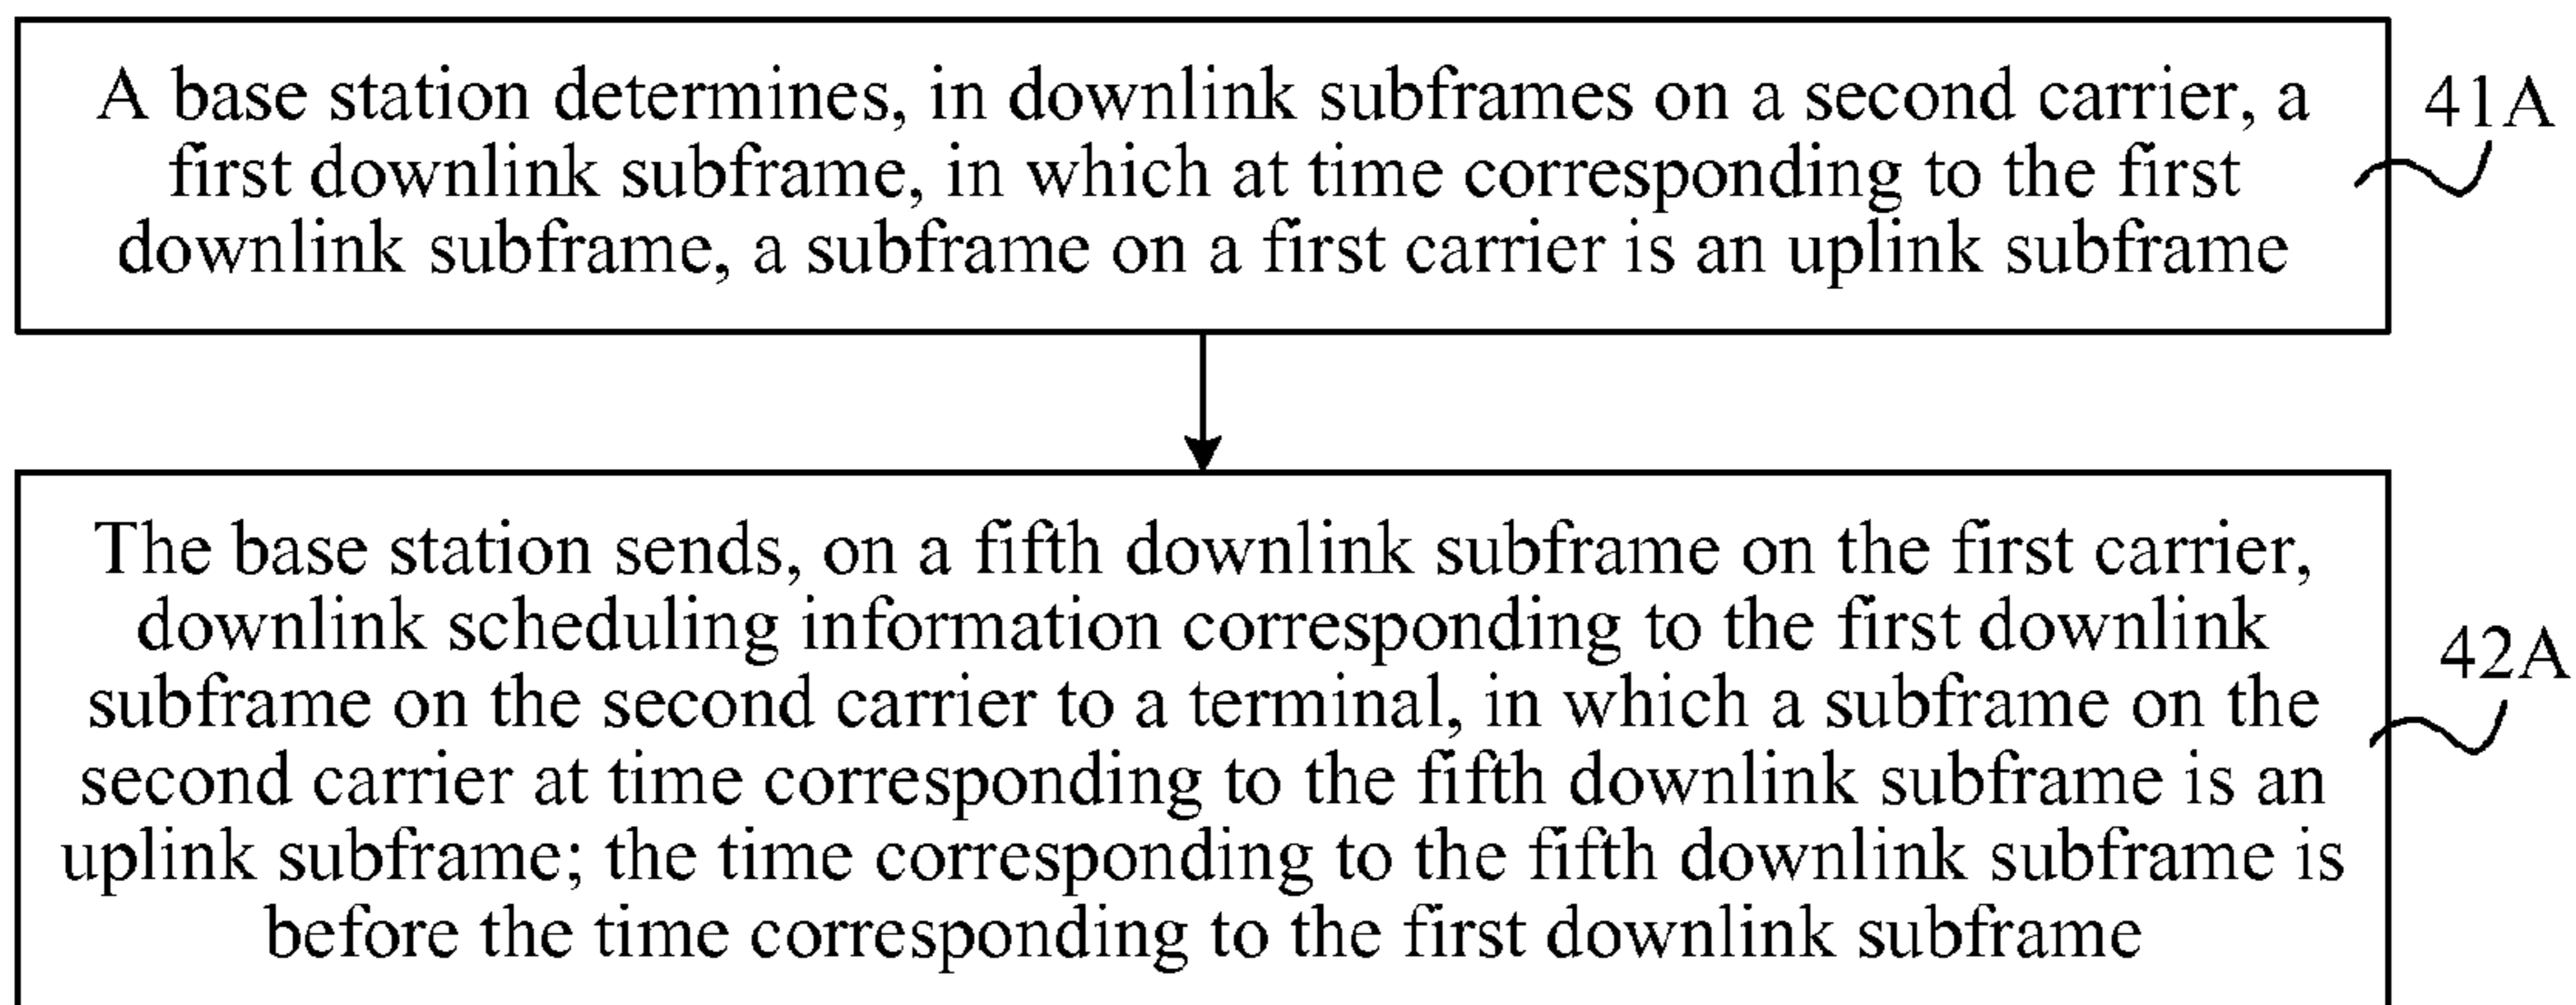 A base station determines, in downlink subframes on a second carrier, a
first downlink subframe, in which at time corresponding to the first
downlink subframe, a subframe on a first carrier is an uplink subframe
41A
The base station sends, on a fifth downlink subframe on the first carrier,
downlink scheduling information corresponding to the first downlink
subframe on the second carrier to a terminal, in which a subframe on the
second carrier at time corresponding to the fifth downlink subframe is an
uplink subframe; the time corresponding to the fifth downlink subframe is
before the time corresponding to the first downlink subframe
42A